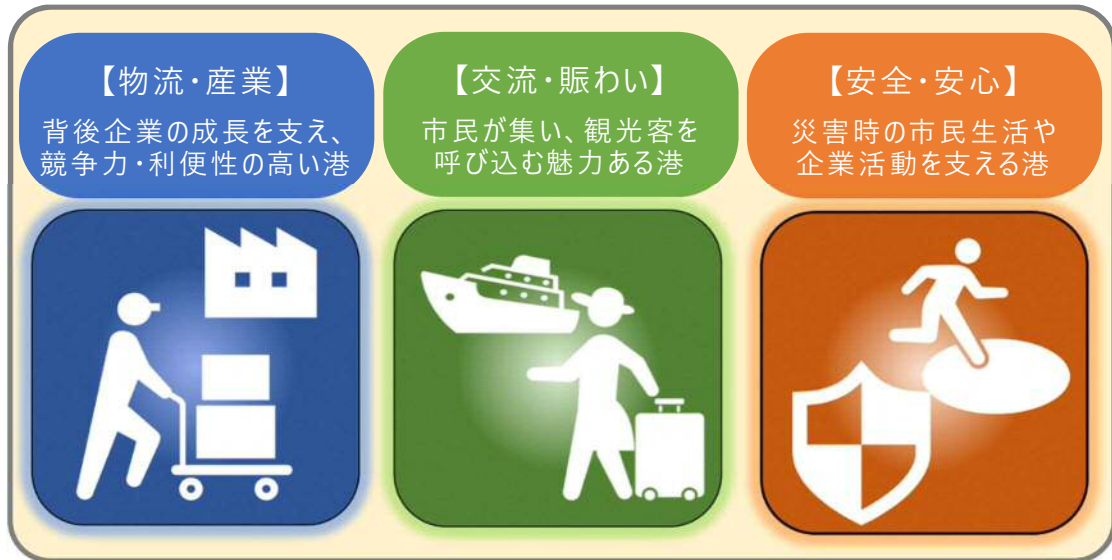 【物流・産業】
背後企業の成長を支え、
競争力・利便性の高い港
【交流・賑わい】
市民が集い、観光客を
呼び込む魅力ある港
【安全・安心】
災害時の市民生活や
企業活動を支える港